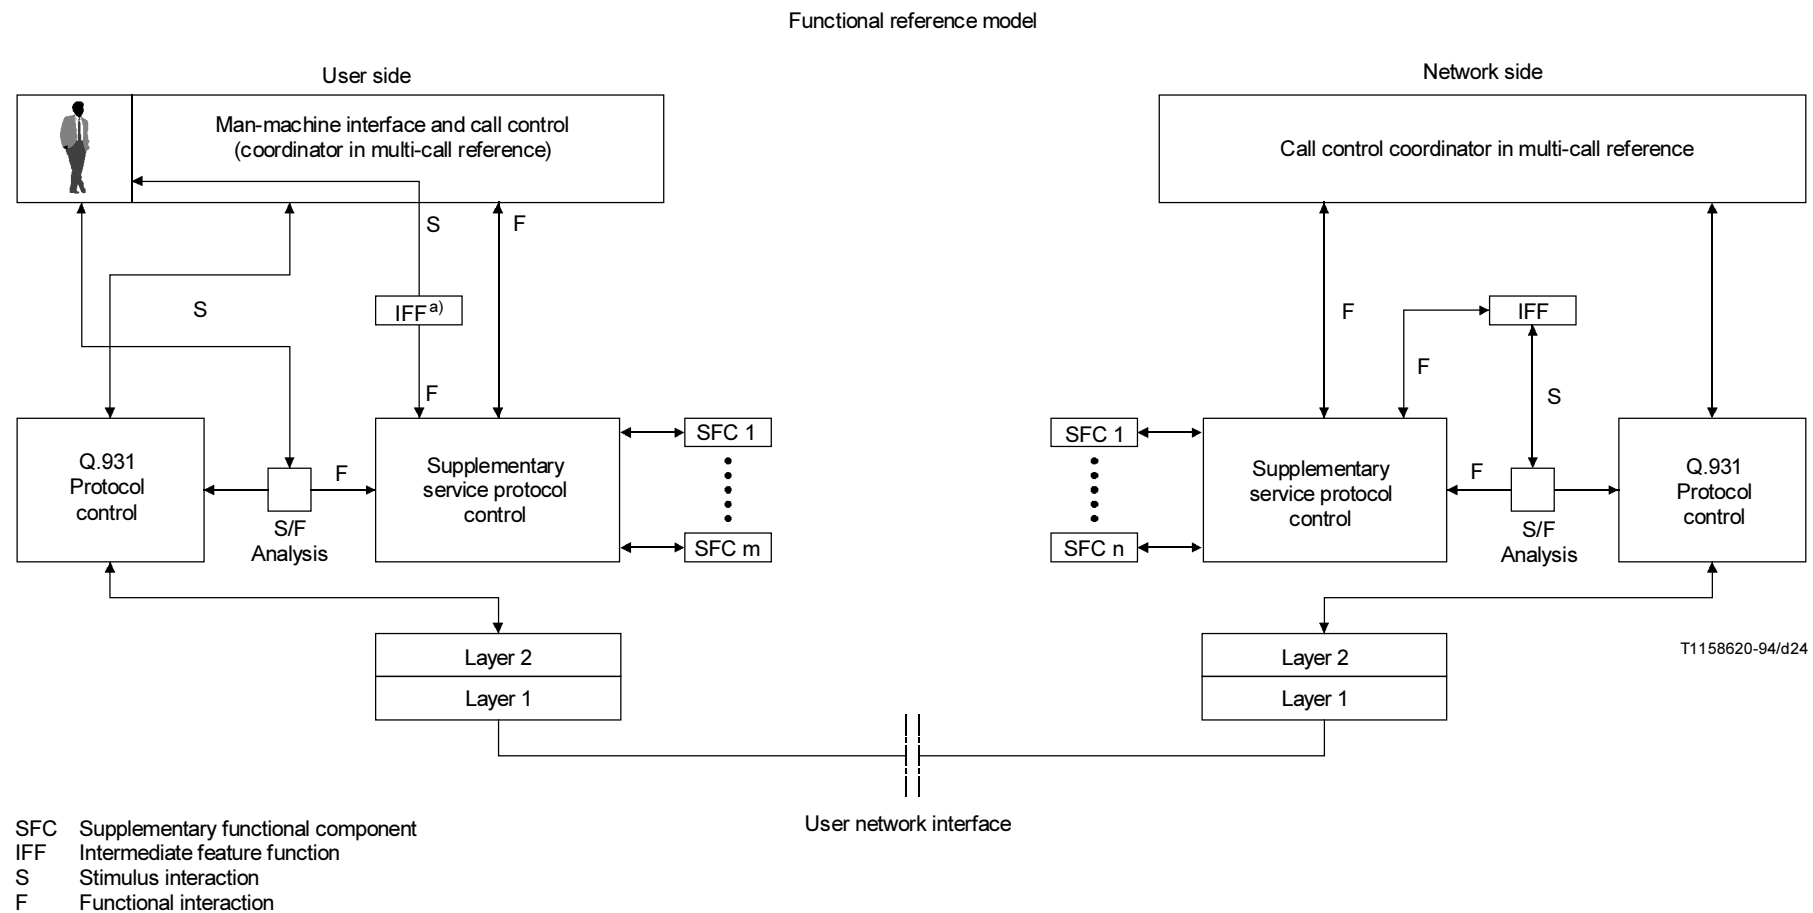 Functional reference model
User side
Network side
Man-machine interface and call control
(coordinator in multi-call reference)
Call control coordinator in multi-call reference
S
F
S
IFF a)
F
F
IFF
F
S
F
SFC 1
SFC 1
Q.931
Protocol
control
F
S/F
Analysis
Supplementary
service protocol
control
SFC m
Supplementary
service protocol
control
SFC n
F
S/F
Analysis
Q.931
Protocol
control
Layer 2
Layer 1
Layer 2
Layer 1
T1158620-94/d24
User network interface
SFC Supplementary functional component
IFF Intermediate feature function
S Stimulus interaction
F Functional interaction